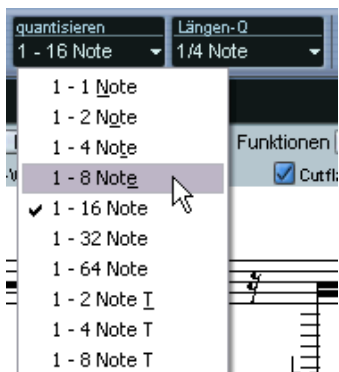 quantisieren Längen-Q
1 - 16 Note 1/4 Note
1 - 1 Note
1 - 2 Note
1 - 4 Note
Funktionen
1 - 8 Note
1 - 16 Note
1 - 32 Note
1 - 64 Note
1 - 2 Note T
1 - 4 Note T
1 - 8 Note T